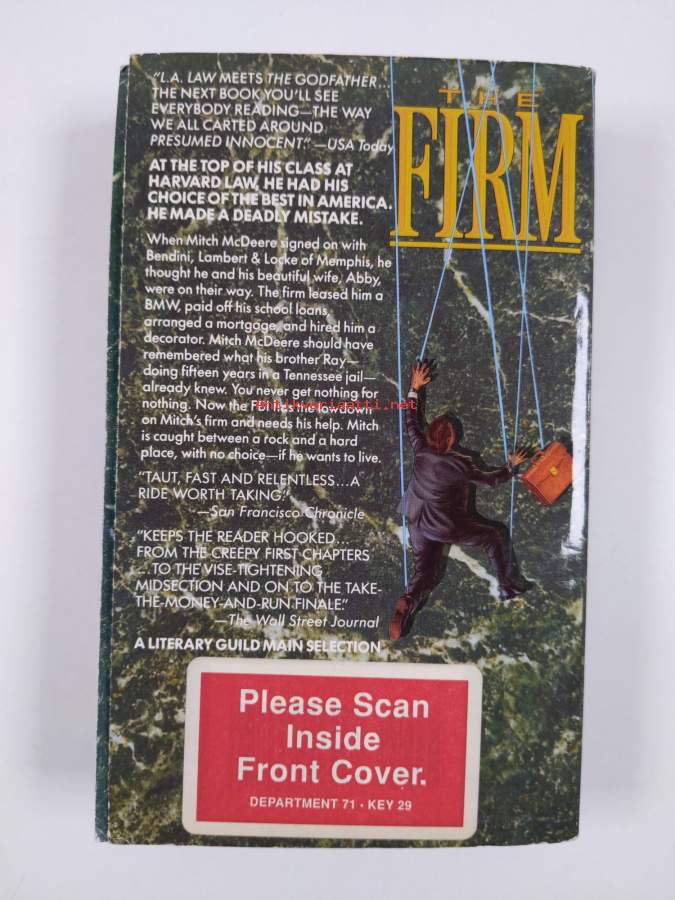 "L.A. LAW MEETS THE GODFATHER...
THE NEXT BOOK YOU'LL SEE
EVERYBODY READING—THE WAY
WE ALL CARTED AROUND
PRESUMED INNOCENT." —USA Today
AT THE TOP OF HIS CLASS AT
HARVARD LAW, HE HAD HIS
CHOICE OF THE BEST IN AMERICA.
HE MADE A DEADLY MISTAKE.
When Mitch McDeere signed on with
Bendini, Lambert & Locke of Memphis, he
thought he and his beautiful wife, Abby,
were on their way. The firm leased him a
BMW, paid off his school loans,
arranged a mortgage, and hired him a
decorator. Mitch McDeere should have
remembered what his brother Ray—
doing fifteen years in a Tennessee jail—
already knew. You never get nothing for
nothing. Now the FBI has the lowdown
on Mitch's firm and needs his help. Mitch
is caught between a rock and a hard
place, with no choice—if he wants to live.
"TAUT, FAST AND RELENTLESS...A
RIDE WORTH TAKING."
—San Francisco Chronicle
"KEEPS THE READER HOOKED...
FROM THE CREEPY FIRST CHAPTERS
...TO THE VISE-TIGHTENING
MIDSECTION AND ON TO THE TAKE-
THE-MONEY-AND-RUN FINALE."
—The Wall Street Journal
A LITERARY GUILD MAIN SELECTION
THE
FIRM
Please Scan
Inside
Front Cover.
DEPARTMENT 71 • KEY 29